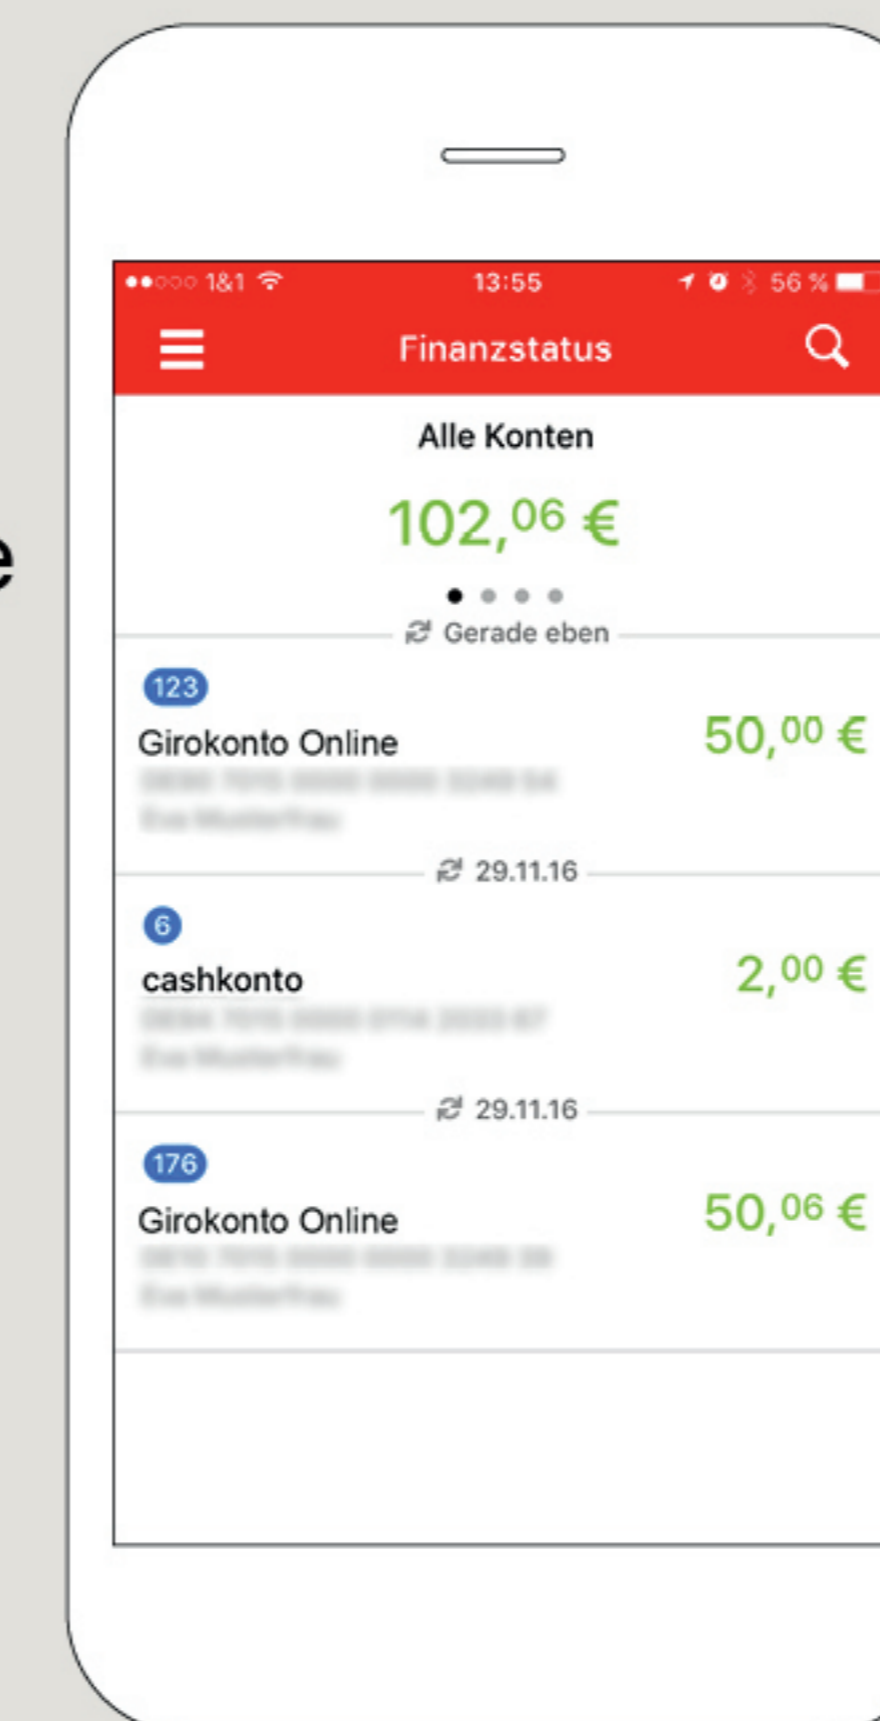 e
1&1 13:55 56 %
Finanzstatus
Alle Konten
102,06 €
Gerade eben
123
Girokonto Online 50,00 €
29.11.16
6
cashkonto 2,00 €
29.11.16
176
Girokonto Online 50,06 €